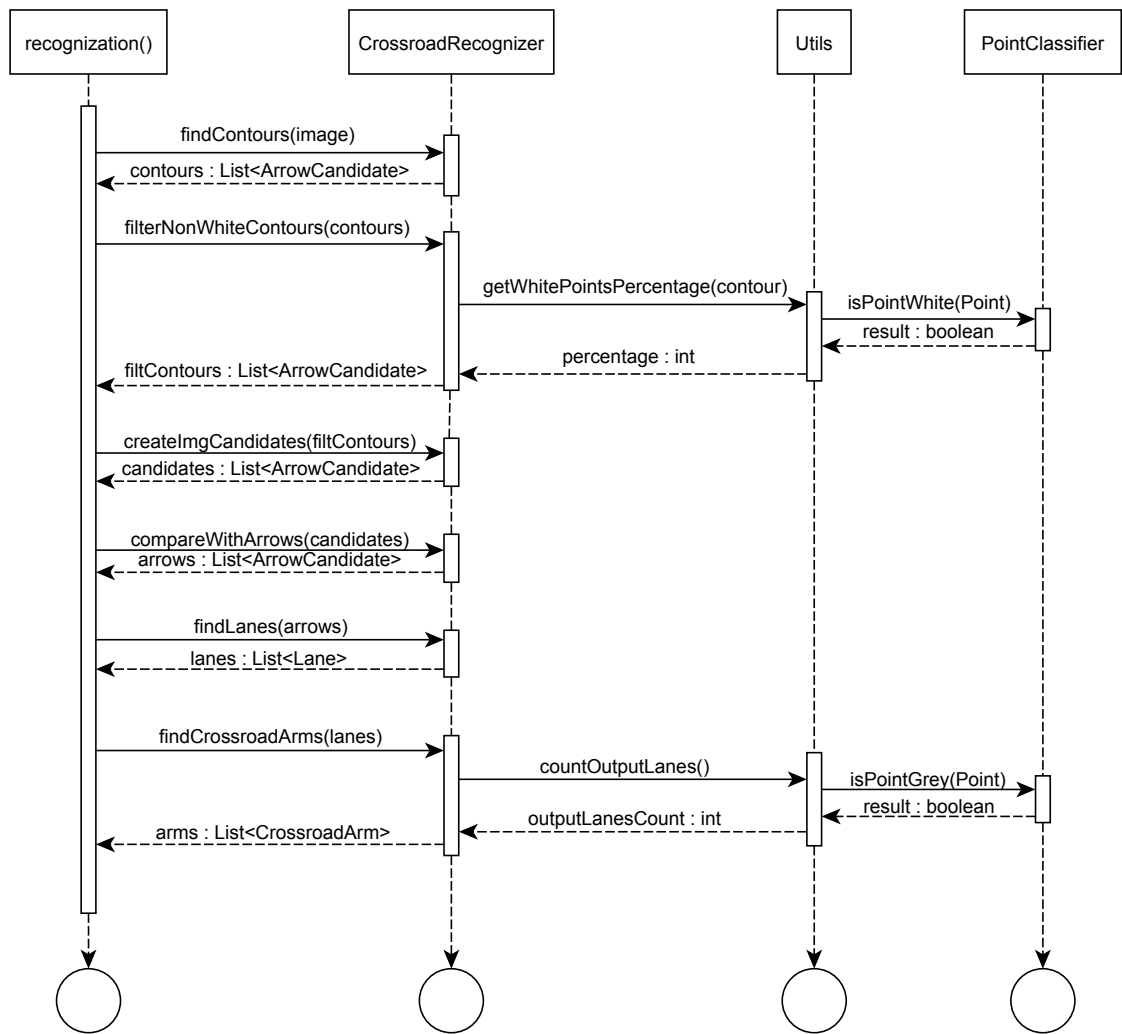 recognization()
CrossroadRecognizer
Utils
PointClassifier
findContours(image)
contours : List<ArrowCandidate>
filterNonWhiteContours(contours)
getWhitePointsPercentage(contour)
isPointWhite(Point)
result : boolean
percentage : int
filtContours : List<ArrowCandidate>
createImgCandidates(filtContours)
candidates : List<ArrowCandidate>
compareWithArrows(candidates)
arrows : List<ArrowCandidate>
findLanes(arrows)
lanes : List<Lane>
findCrossroadArms(lanes)
countOutputLanes()
isPointGrey(Point)
result : boolean
outputLanesCount : int
arms : List<CrossroadArm>